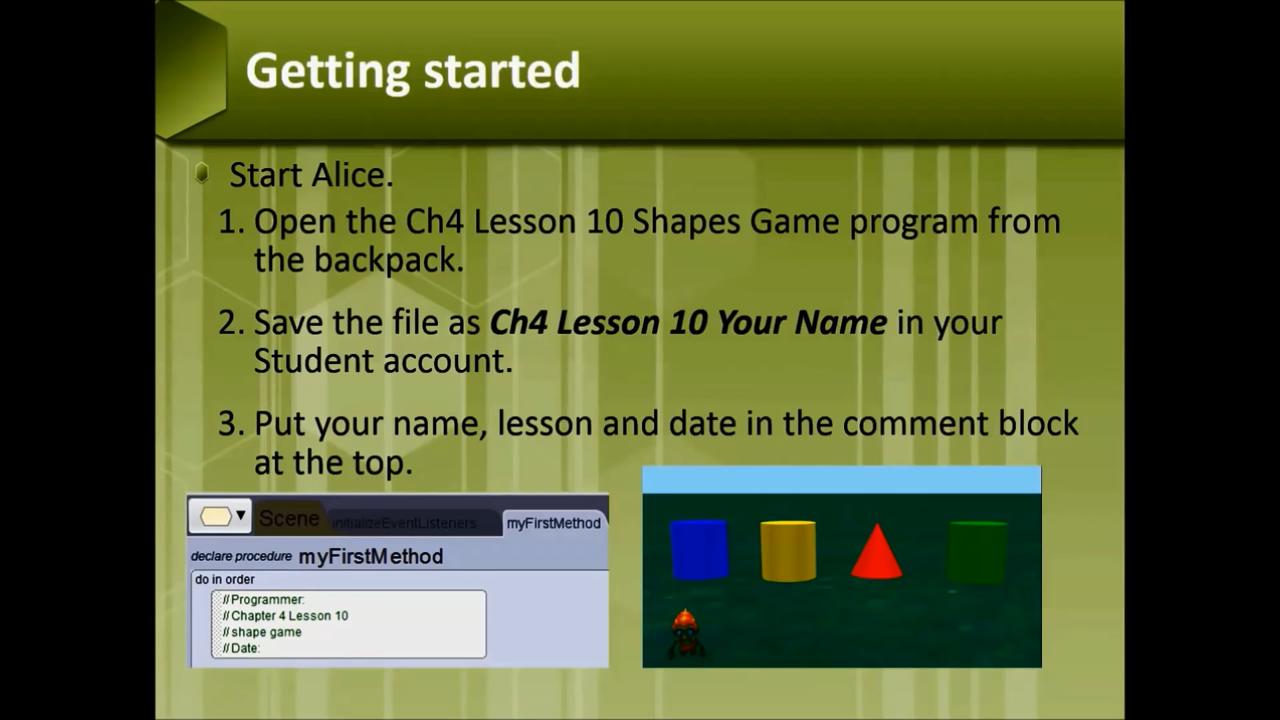 Getting started
Start Alice.
1. Open the Ch4 Lesson 10 Shapes Game program from
the backpack.
2. Save the file as Ch4 Lesson 10 Your Name in your
Student account.
3. Put your name, lesson and date in the comment block
at the top.
Scene initializeEventListeners myFirstMethod
declare procedure myFirstMethod
do in order
//Programmer:
//Chapter 4 Lesson 10
//shape game
//Date: